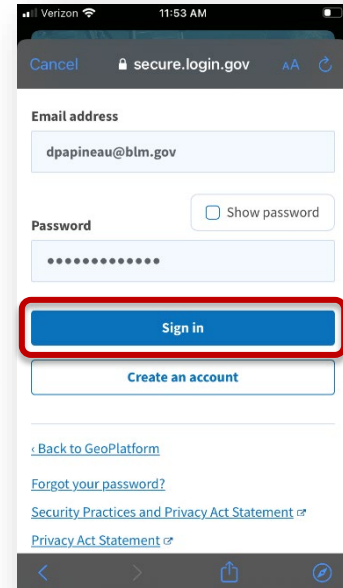 Verizon 11:53 AM
Cancel secure.login.gov AA
Email address
dpapineau@blm.gov
Show password
Password
•••••••••••••
Sign in
Create an account
‹ Back to GeoPlatform
Forgot your password?
Security Practices and Privacy Act Statement
Privacy Act Statement